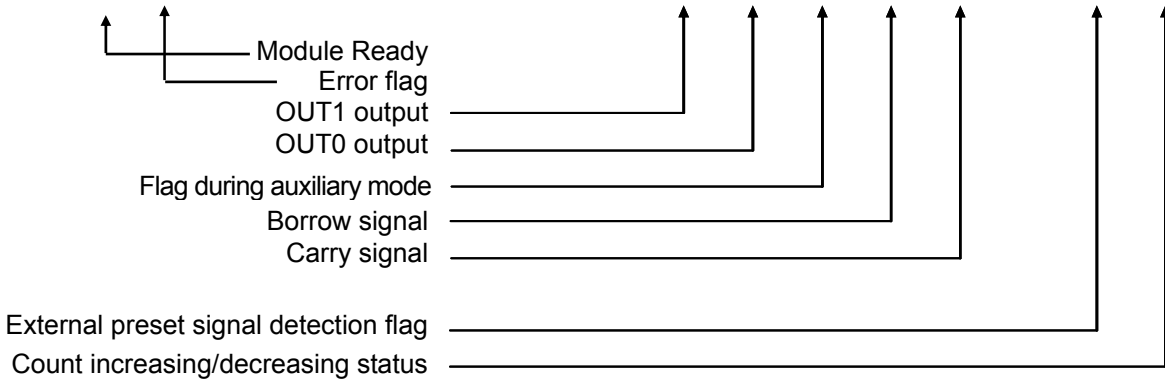 Module Ready
Error flag
OUT1 output
OUT0 output
Flag during auxiliary mode
Borrow signal
Carry signal
External preset signal detection flag
Count increasing/decreasing status